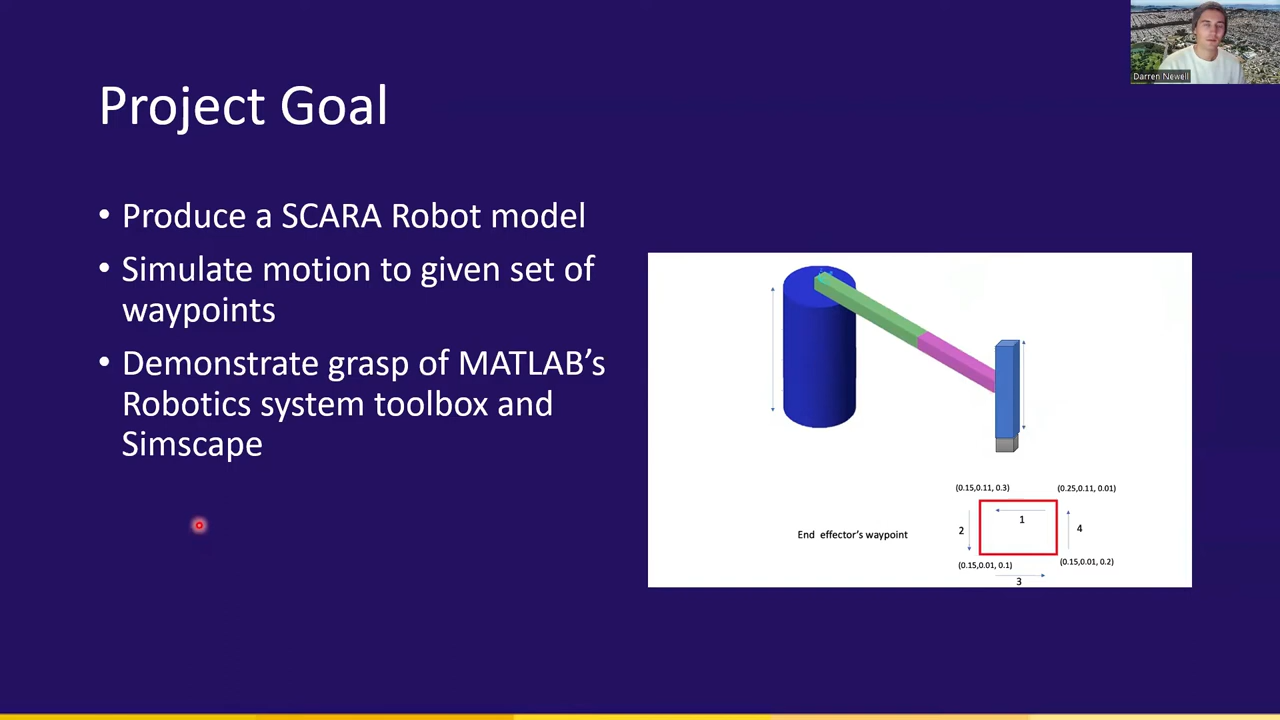 Darren Newell
Project Goal
• Produce a SCARA Robot model
• Simulate motion to given set of
waypoints
• Demonstrate grasp of MATLAB’s
Robotics system toolbox and
Simscape
(0.15,0.11, 0.3)
(0.25,0.11, 0.01)
1
2
4
End effector’s waypoint
(0.15,0.01, 0.1)
(0.15,0.01, 0.2)
3